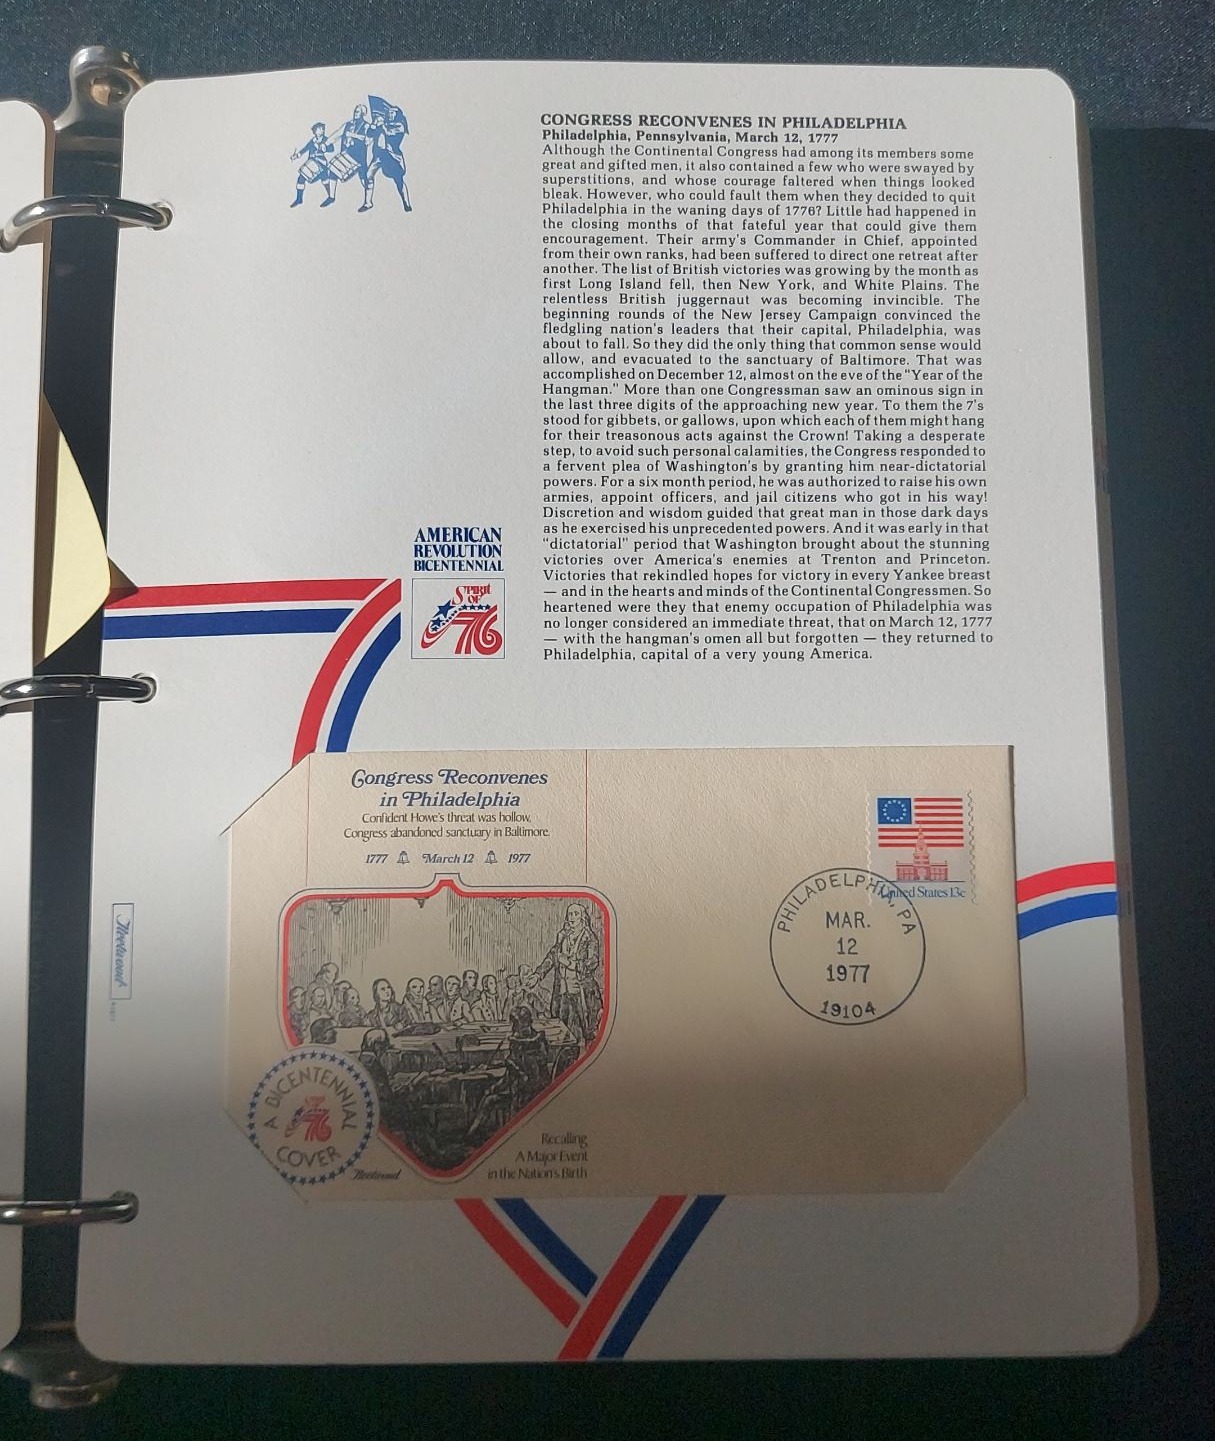 CONGRESS RECONVENES IN PHILADELPHIA
Philadelphia, Pennsylvania, March 12, 1777
Although the Continental Congress had among its members some
great and gifted men, it also contained a few who were swayed by
superstitions, and whose courage faltered when things looked
bleak. However, who could fault them when they decided to quit
Philadelphia in the waning days of 1776? Little had happened in
the closing months of that fateful year that could give them
encouragement. Their army's Commander in Chief, appointed
from their own ranks, had been suffered to direct one retreat after
another. The list of British victories was growing by the month as
first Long Island fell, then New York, and White Plains. The
relentless British juggernaut was becoming invincible. The
beginning rounds of the New Jersey Campaign convinced the
fledgling nation's leaders that their capital, Philadelphia, was
about to fall. So they did the only thing that common sense would
allow, and evacuated to the sanctuary of Baltimore. That was
accomplished on December 12, almost on the eve of the "Year of the
Hangman." More than one Congressman saw an ominous sign in
the last three digits of the approaching new year. To them the 7's
stood for gibbets, or gallows, upon which each of them might hang
for their treasonous acts against the Crown! Taking a desperate
step, to avoid such personal calamities, the Congress responded to
a fervent plea of Washington's by granting him near-dictatorial
powers. For a six month period, he was authorized to raise his own
armies, appoint officers, and jail citizens who got in his way!
Discretion and wisdom guided that great man in those dark days
as he exercised his unprecedented powers. And it was early in that
"dictatorial" period that Washington brought about the stunning
victories over America's enemies at Trenton and Princeton.
Victories that rekindled hopes for victory in every Yankee breast
— and in the hearts and minds of the Continental Congressmen. So
heartened were they that enemy occupation of Philadelphia was
no longer considered an immediate threat, that on March 12, 1777
— with the hangman's omen all but forgotten — they returned to
Philadelphia, capital of a very young America.
AMERICAN
REVOLUTION
BICENTENNIAL
SPIRIT
OF
76
Congress Reconvenes
in Philadelphia
Confident Howe's threat was hollow,
Congress abandoned sanctuary in Baltimore.
1777 March 12 1977
United States 13c
PHILADELPHIA, PA
MAR.
12
1977
19104
Fleetwood
A BICENTENNIAL
SPIRIT OF
76
COVER
Fleetwood
Recalling
A Major Event
in the Nation's Birth